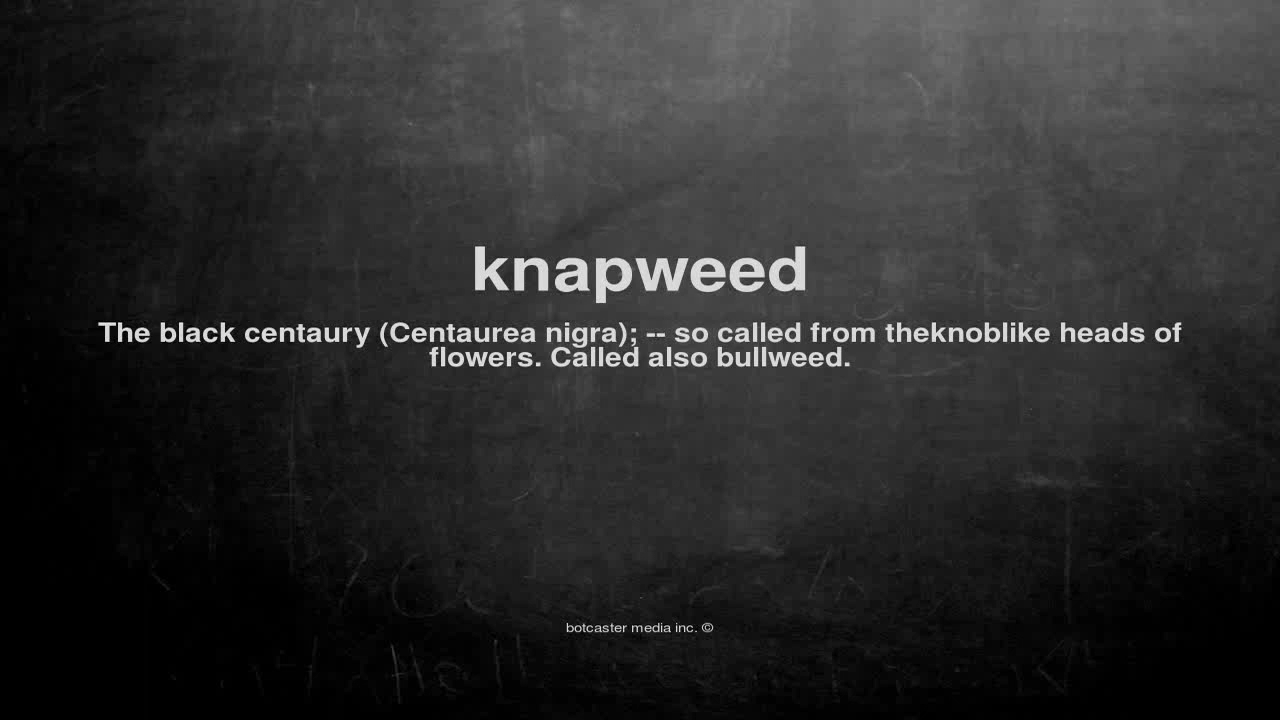 knapweed
The black centaury (Centaurea nigra); -- so called from theknoblike heads of
flowers. Called also bullweed.
botcaster media inc. ©